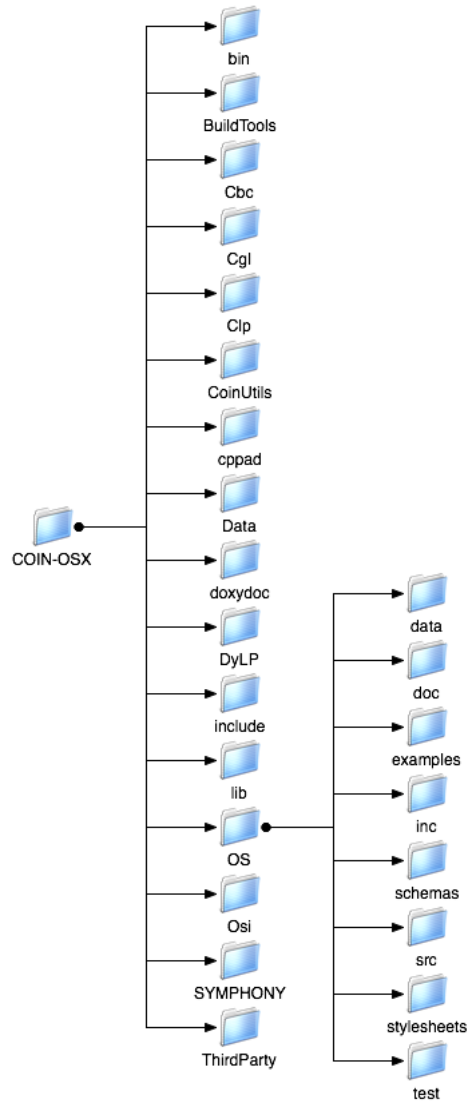 COIN-OSX
bin
BuildTools
Cbc
Cgl
Clp
CoinUtils
cppad
Data
doxydoc
DyLP
include
lib
OS
Osi
SYMPHONY
ThirdParty
data
doc
examples
inc
schemas
src
stylesheets
test